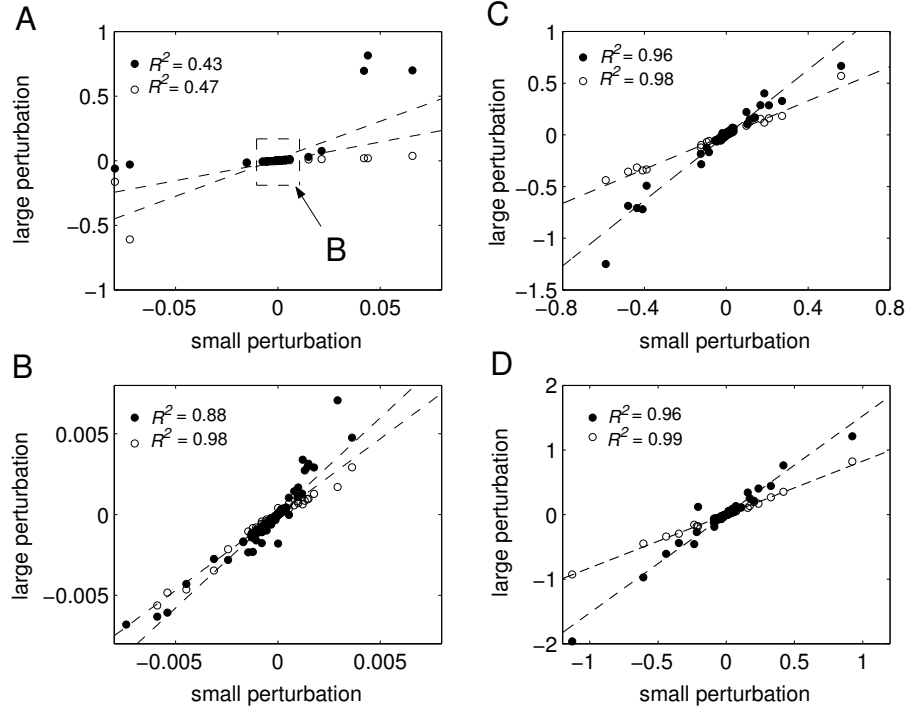 A
1
0.5
0
−0.5
−1
−0.05
0
0.05
large perturbation
small perturbation
R² = 0.43
R² = 0.47
B
B
0.005
0
−0.005
−0.005
0
0.005
large perturbation
small perturbation
R² = 0.88
R² = 0.98
C
1
0.5
0
−0.5
−1
−1.5
−0.8
−0.4
0
0.4
0.8
large perturbation
small perturbation
R² = 0.96
R² = 0.98
D
2
1
0
−1
−2
−1
−0.5
0
0.5
1
large perturbation
small perturbation
R² = 0.96
R² = 0.99